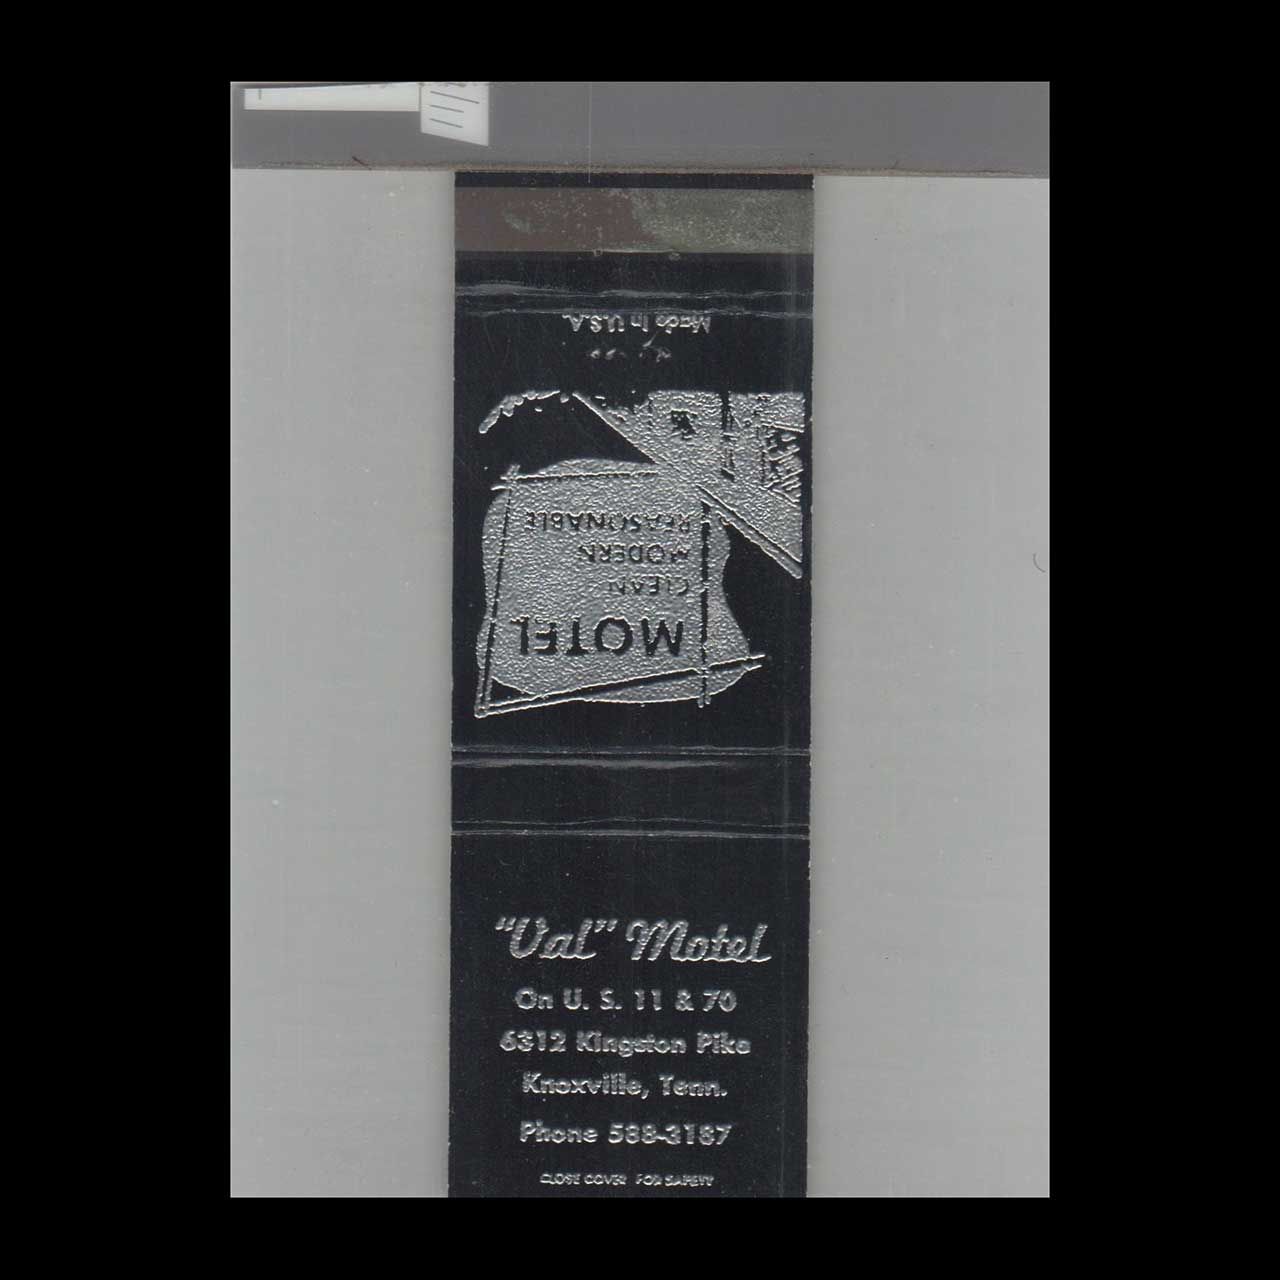 Made In U.S.A.
REASONABLE
MODERN
CLEAN
MOTEL
"Val" Motel
On U. S. 11 & 70
6312 Kingston Pike
Knoxville, Tenn.
Phone 588-3187
CLOSE COVER FOR SAFETY